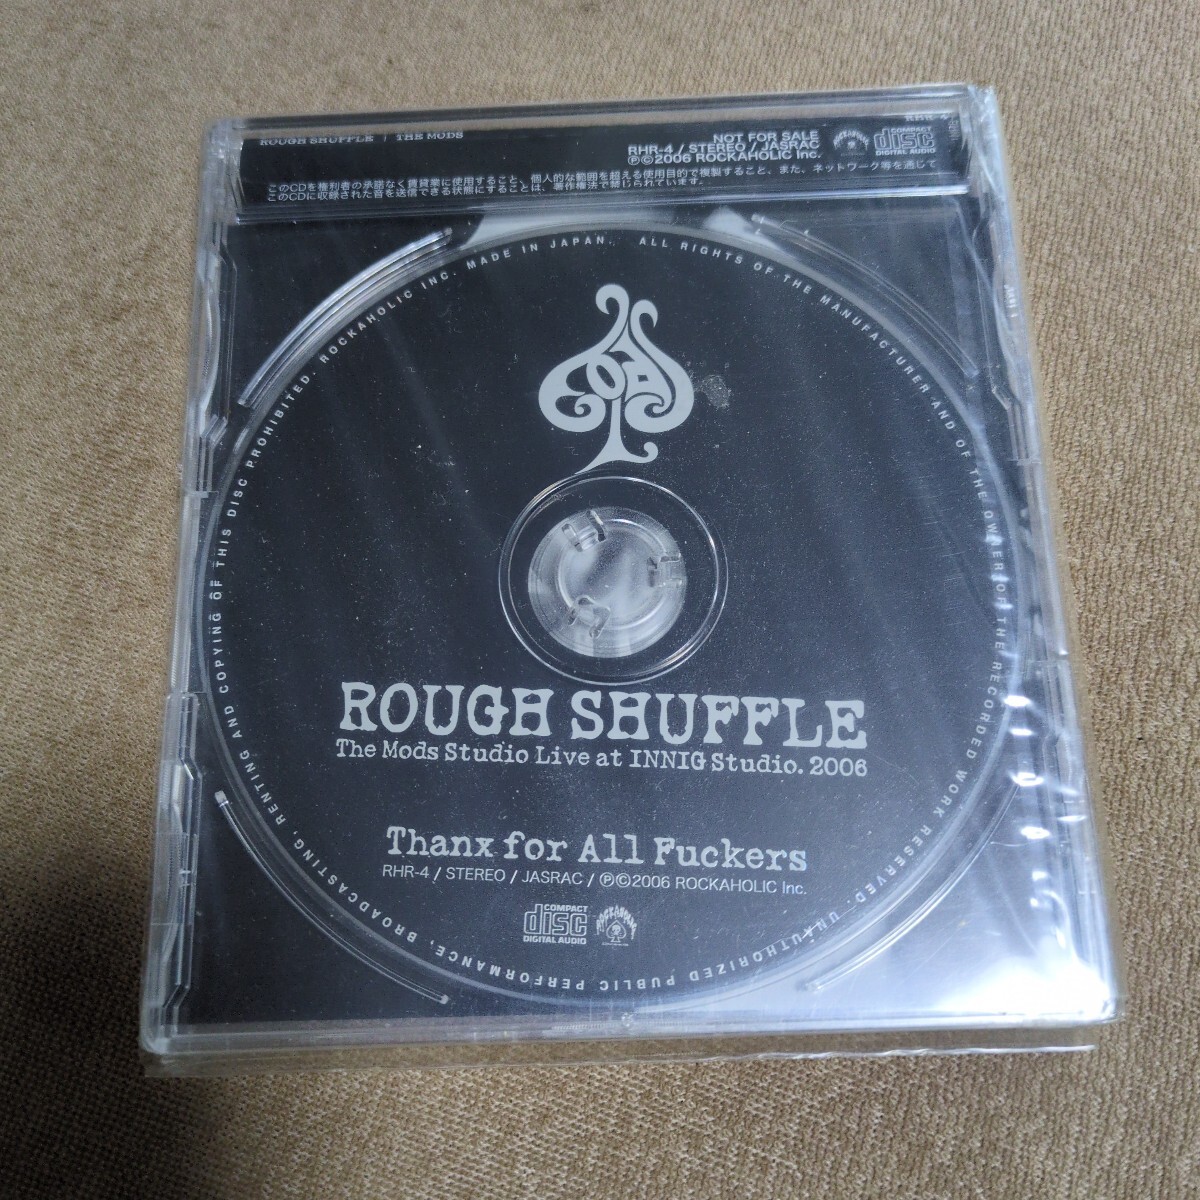 ROUGH SHUFFLE / THE MODS
NOT FOR SALE
RHR-4 / STEREO / JASRAC
Ⓟ©2006 ROCKAHOLIC Inc.
COMPACT
disc
DIGITAL AUDIO
このCDを権利者の承諾なく賃貸業に使用すること、個人的な範囲を超える使用目的で複製すること、また、ネットワーク等を通じて
このCDに収録された音を送信できる状態にすることは、著作権法で禁じられています。
ALL RIGHTS OF THE MANUFACTURER AND OF THE OWNER OF THE RECORDED WORK RESERVED. UNAUTHORIZED PUBLIC PERFORMANCE, BROADCASTING, RENTING AND COPYING OF THIS DISC PROHIBITED. ROCKAHOLIC INC. MADE IN JAPAN.
ROUGH SHUFFLE
The Mods Studio Live at INNIG Studio. 2006
Thanx for All Fuckers
RHR-4 / STEREO / JASRAC / Ⓟ©2006 ROCKAHOLIC Inc.
COMPACT
disc
DIGITAL AUDIO
ROCKAHOLIC